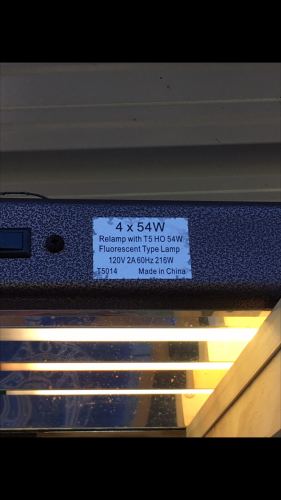 4 x 54W
Relamp with T5 HO 54W
Fluorescent Type Lamp
120V 2A 60Hz 216W
T5014 Made in China